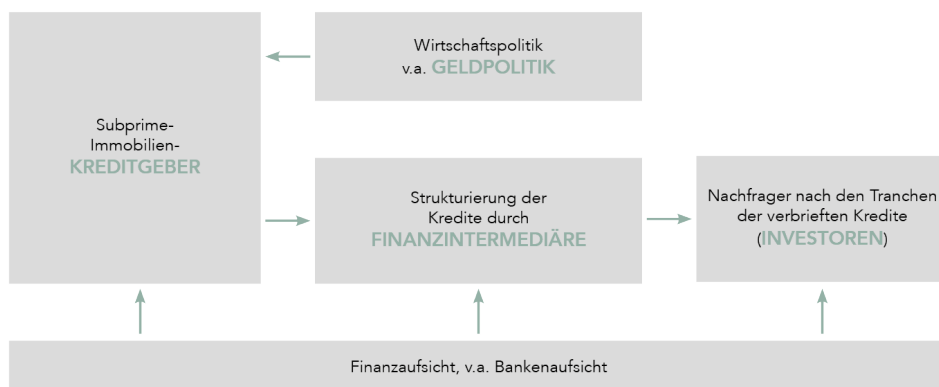 Wirtschaftspolitik
v.a. GELDPOLITIK
Subprime-
Immobilien-
KREDITGEBER
Strukturierung der
Kredite durch
FINANZINTERMEDIÄRE
Nachfrager nach den Tranchen
der verbrieften Kredite
(INVESTOREN)
Finanzaufsicht, v.a. Bankenaufsicht